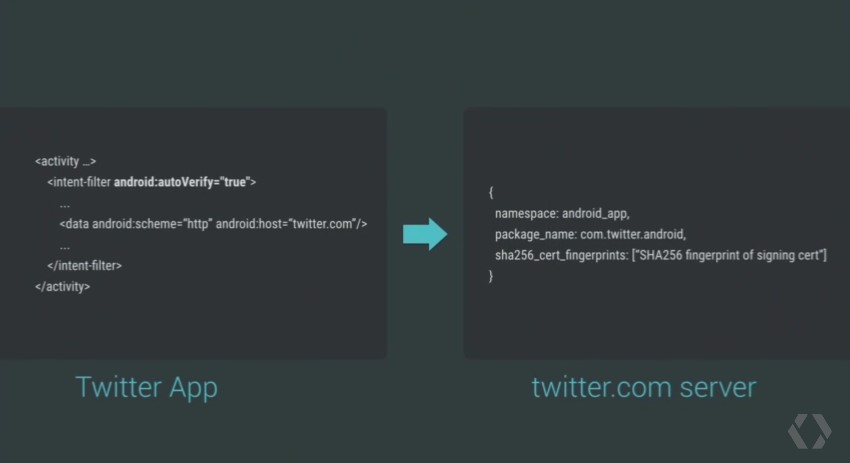 <activity ...>
<intent-filter android:autoVerify="true">
...
<data android:scheme="http" android:host="twitter.com"/>
...
</intent-filter>
</activity>
Twitter App
{
namespace: android_app,
package_name: com.twitter.android,
sha256_cert_fingerprints: ["SHA256 fingerprint of signing cert"]
}
twitter.com server